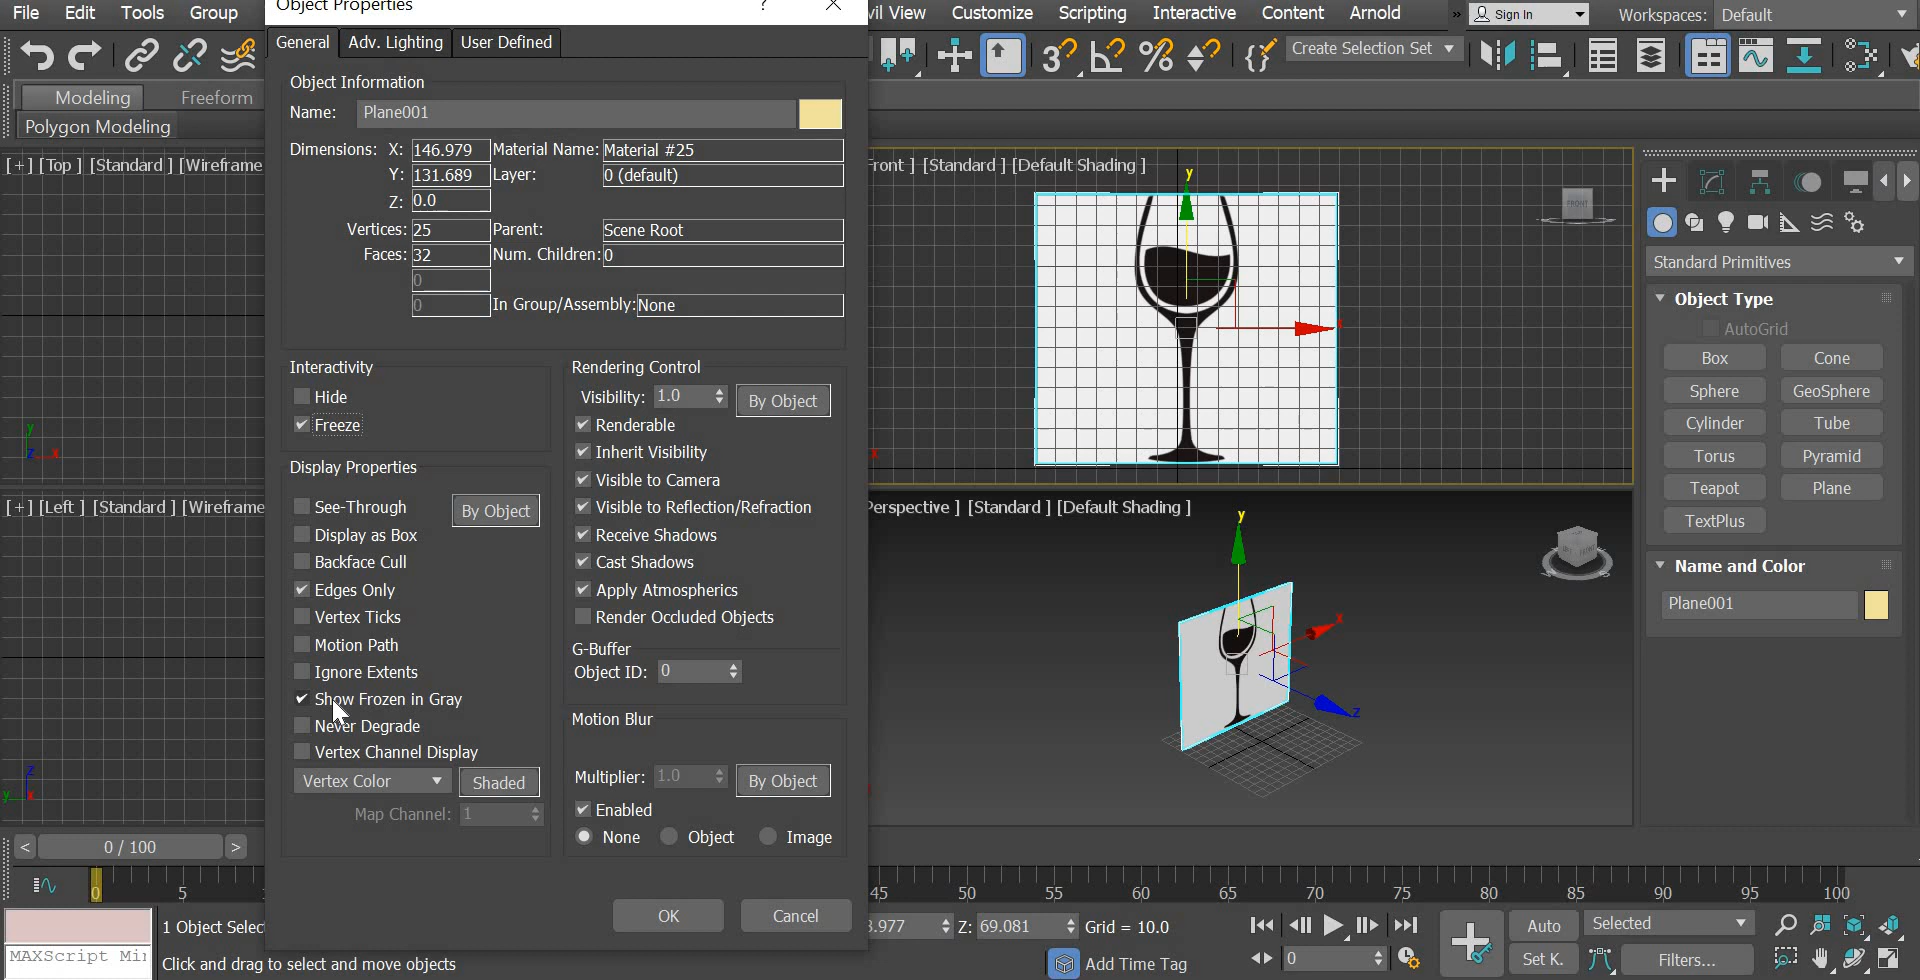 File Edit Tools Group Object Properties ? vil View Customize Scripting Interactive Content Arnold » Sign In Workspaces: Default
General Adv. Lighting User Defined
3 % Create Selection Set
Modeling Freeform
Polygon Modeling
Object Information
Name: Plane001
Dimensions: X: 146.979 Material Name: Material #25
Y: 131.689 Layer: 0 (default)
Z: 0.0
Vertices: 25 Parent: Scene Root
Faces: 32 Num. Children: 0
0
0 In Group/Assembly: None
Interactivity
Hide
Freeze
Display Properties
See-Through By Object
Display as Box
Backface Cull
Edges Only
Vertex Ticks
Motion Path
Ignore Extents
Show Frozen in Gray
Never Degrade
Vertex Channel Display
Vertex Color Shaded
Map Channel: 1
Rendering Control
Visibility: 1.0 By Object
Renderable
Inherit Visibility
Visible to Camera
Visible to Reflection/Refraction
Receive Shadows
Cast Shadows
Apply Atmospherics
Render Occluded Objects
G-Buffer
Object ID: 0
Motion Blur
Multiplier: 1.0 By Object
Enabled
None Object Image
OK Cancel
[+] [Top ] [Standard ] [Wireframe
y
z x
[+] [Left ] [Standard ] [Wireframe
z
y x
Front ] [Standard ] [Default Shading ]
y
x
FRONT
x
Perspective ] [Standard ] [Default Shading ]
y
x
z
FRONT
Standard Primitives
Object Type
AutoGrid
Box Cone
Sphere GeoSphere
Cylinder Tube
Torus Pyramid
Teapot Plane
TextPlus
Name and Color
Plane001
< 0 / 100 >
0 5 45 50 55 60 65 70 75 80 85 90 95 100
1 Object Selec 3.977 Z: 69.081 Grid = 10.0 Auto Selected
MAXScript Mi Click and drag to select and move objects Add Time Tag 0 Set K. Filters...